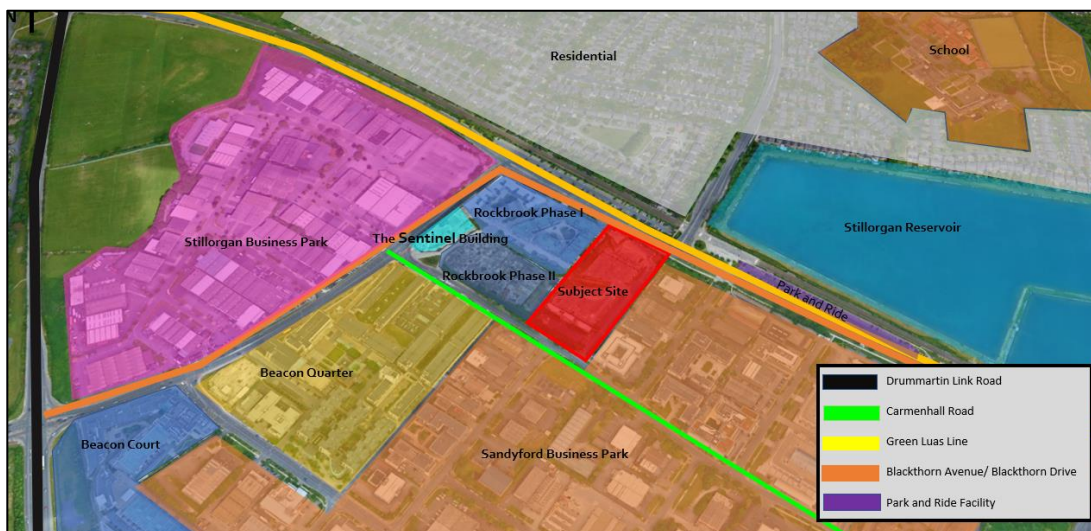 N
Residential
School
Stillorgan Business Park
Rockbrook Phase I
The Sentinel Building
Rockbrook Phase II
Subject Site
Stillorgan Reservoir
Park and Ride
Beacon Quarter
Beacon Court
Sandyford Business Park
Drummartin Link Road
Carmenhall Road
Green Luas Line
Blackthorn Avenue/ Blackthorn Drive
Park and Ride Facility